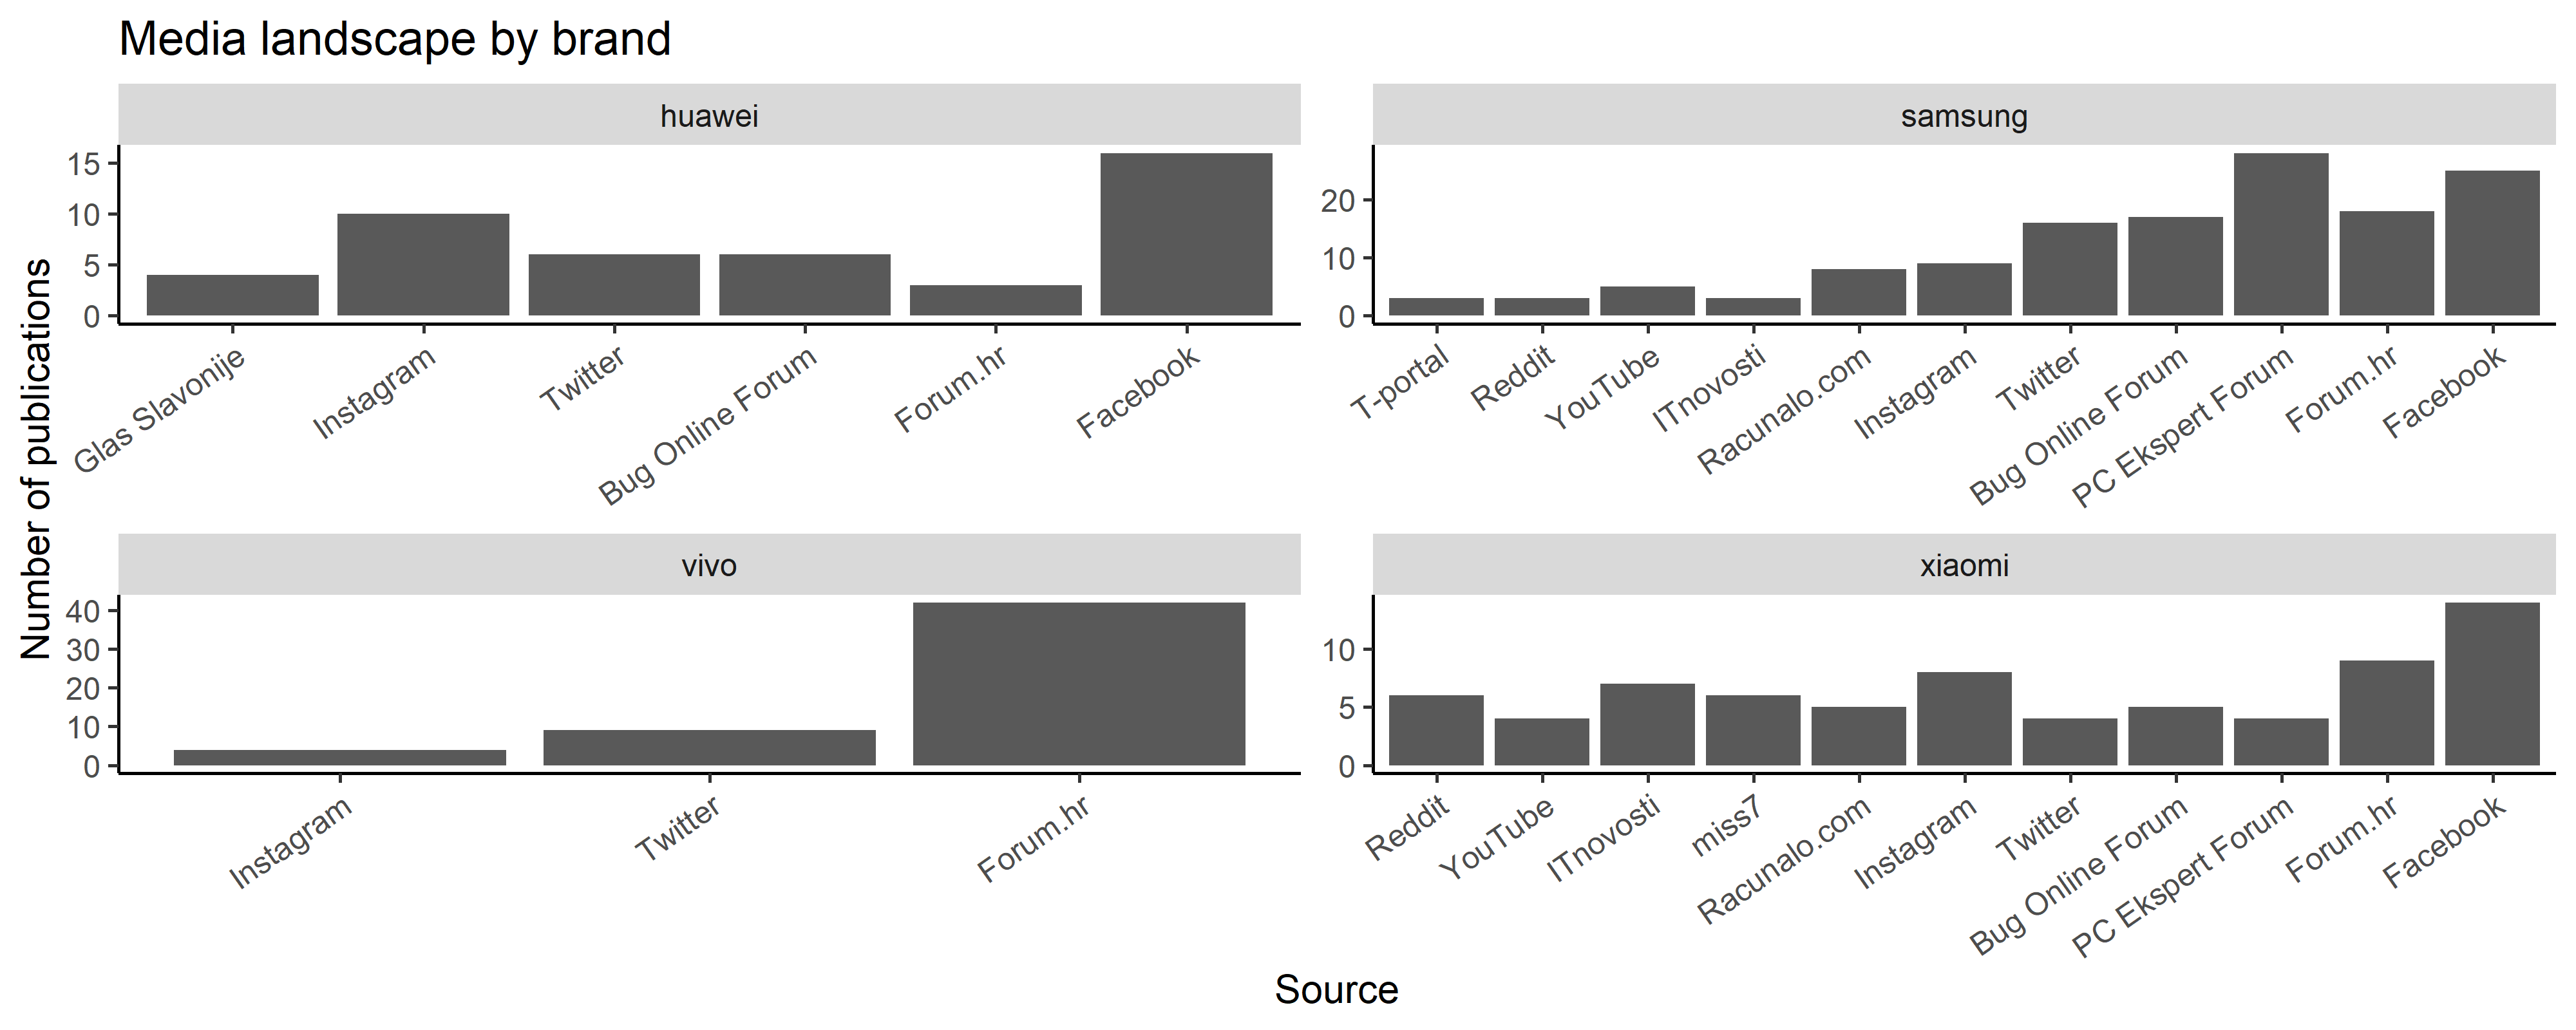 Media landscape by brand
Number of publications
huawei
15
10
5
0
Glas Slavonije
Instagram
Twitter
Bug Online Forum
Forum.hr
Facebook
samsung
20
10
0
T-portal
Reddit
YouTube
ITnovosti
Racunalo.com
Instagram
Twitter
Bug Online Forum
PC Ekspert Forum
Forum.hr
Facebook
vivo
40
30
20
10
0
Instagram
Twitter
Forum.hr
xiaomi
10
5
0
Reddit
YouTube
ITnovosti
miss7
Racunalo.com
Instagram
Twitter
Bug Online Forum
PC Ekspert Forum
Forum.hr
Facebook
Source